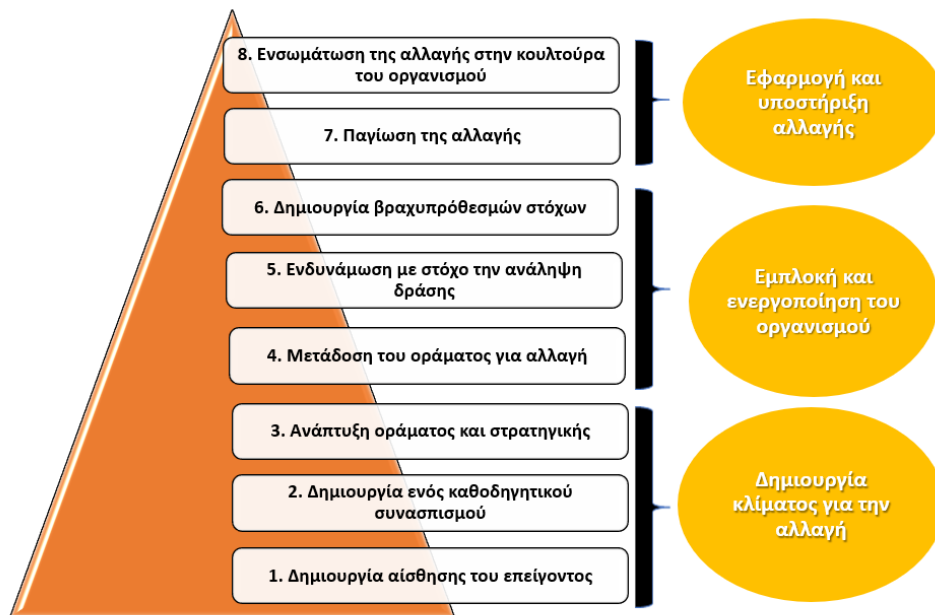 8. Ενσωμάτωση της αλλαγής στην κουλτούρα
του οργανισμού
7. Παγίωση της αλλαγής
Εφαρμογή και
υποστήριξη
αλλαγής
6. Δημιουργία βραχυπρόθεσμών στόχων
5. Ενδυνάμωση με στόχο την ανάληψη
δράσης
4. Μετάδοση του οράματος για αλλαγή
Εμπλοκή και
ενεργοποίηση του
οργανισμού
3. Ανάπτυξη οράματος και στρατηγικής
2. Δημιουργία ενός καθοδηγητικού
συνασπισμού
1. Δημιουργία αίσθησης του επείγοντος
Δημιουργία
κλίματος για την
αλλαγή